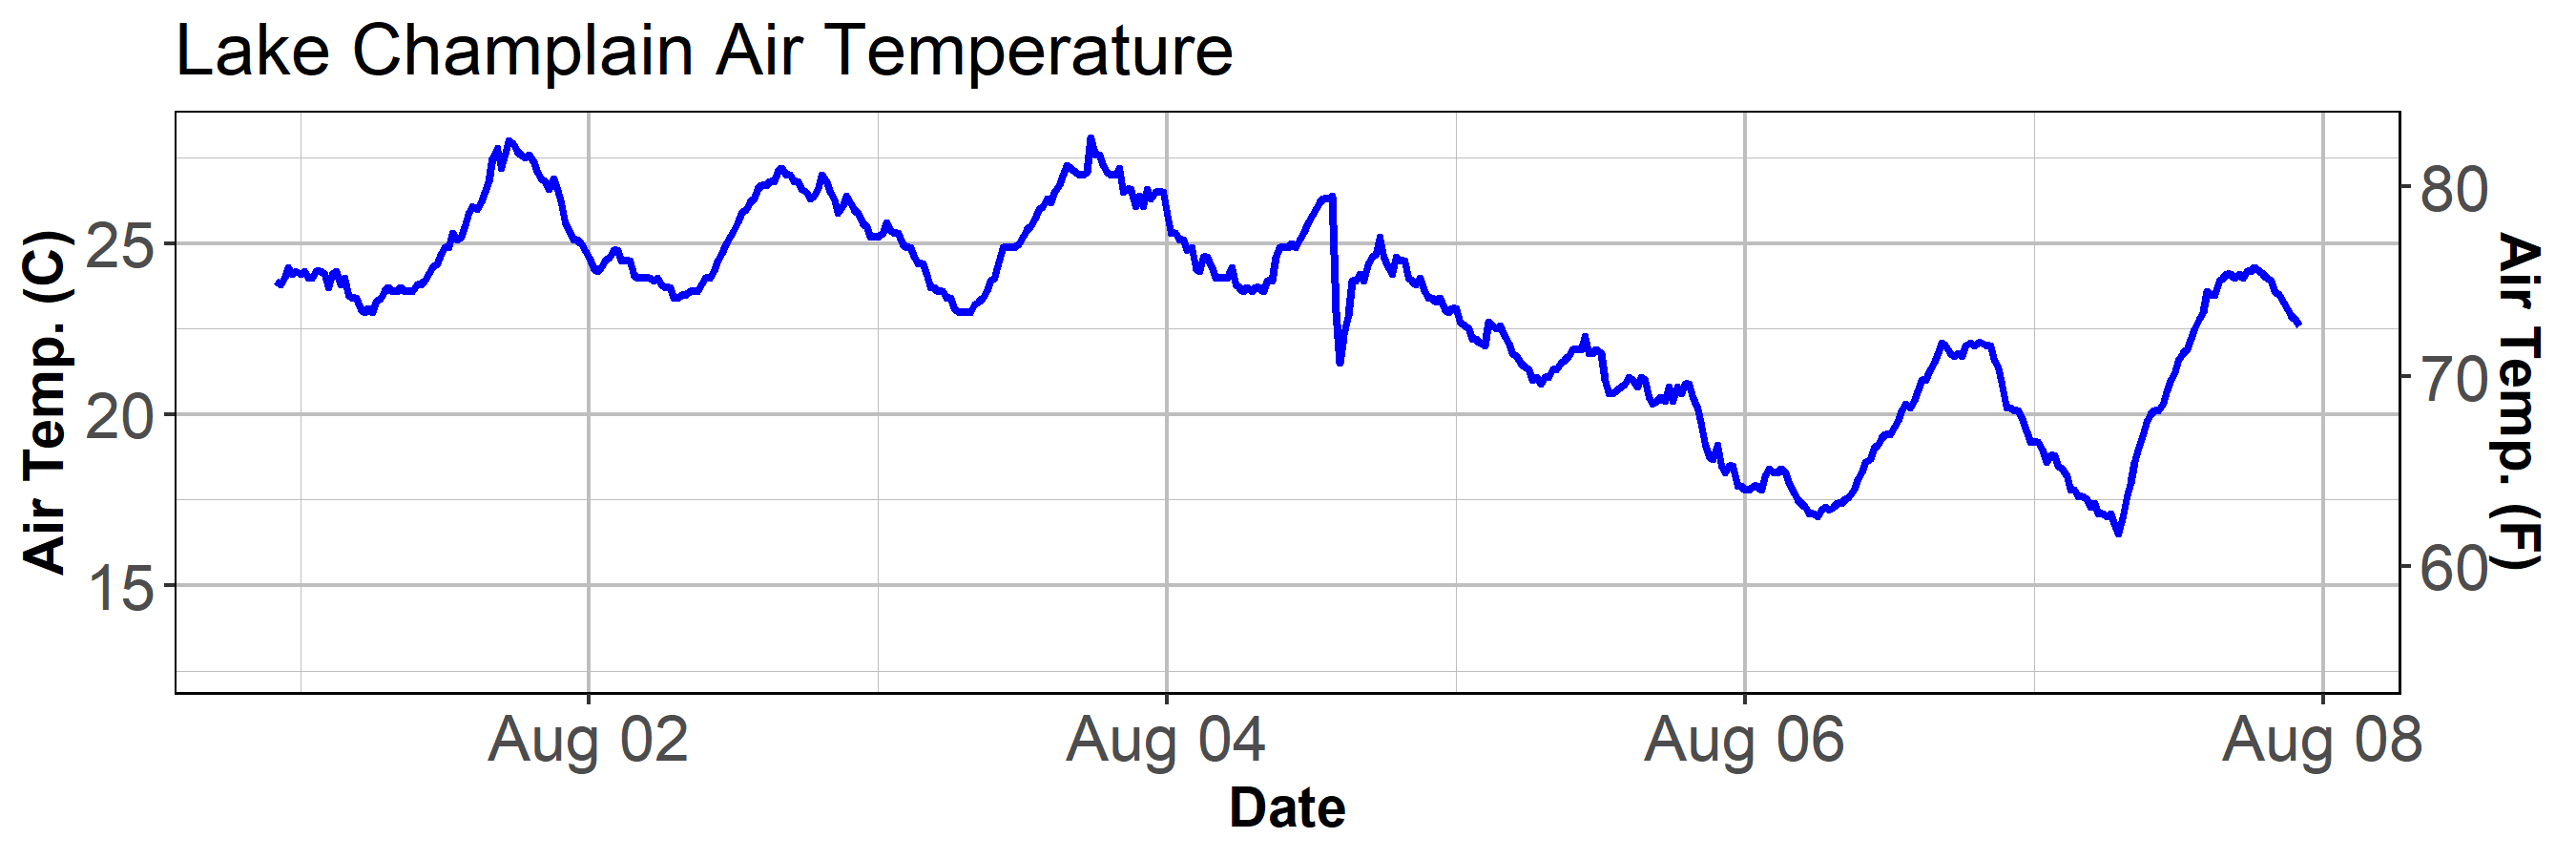 Lake Champlain Air Temperature
Air Temp. (C)
25
20
15
80
70
60
Air Temp. (F)
Aug 02 Aug 04 Aug 06 Aug 08
Date